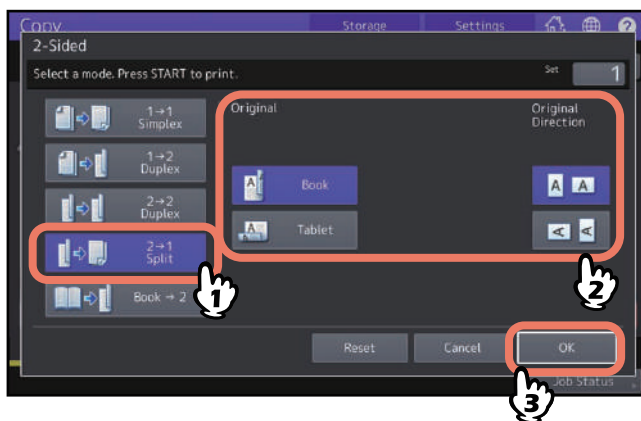 Copy
Storage
Settings
?
2-Sided
Select a mode. Press START to print.
Set 1
1→1
Simplex
1→2
Duplex
2→2
Duplex
2→1
Split
Book → 2
Original
A Book
A Tablet
Original
Direction
A A
A A
1
2
Reset
Cancel
OK
3
Job Status